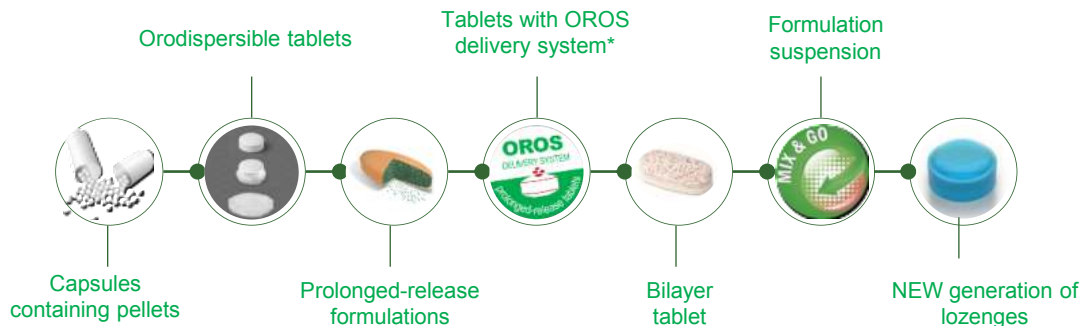 Tablets with OROS
delivery system*
Formulation
suspension
Orodispersible tablets
OROS
DELIVERY SYSTEM
prolonged-release tablets
MIX & GO
Capsules
containing pellets
Prolonged-release
formulations
Bilayer
tablet
NEW generation of
lozenges